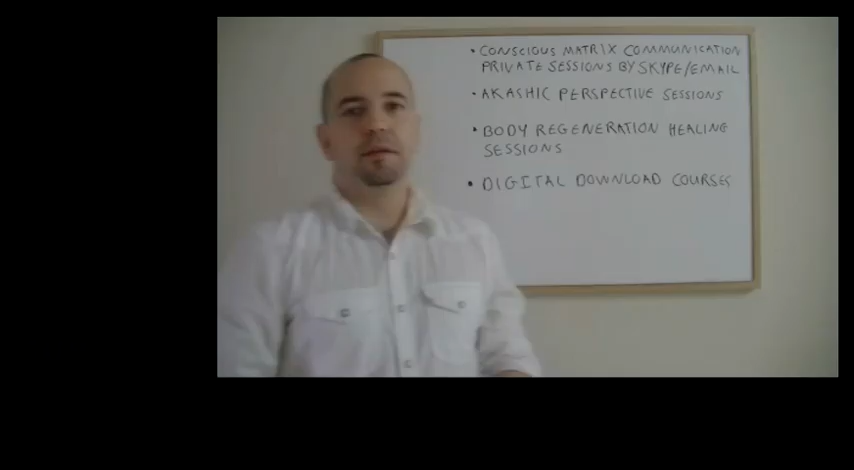 • CONSCIOUS MATRIX COMMUNICATION
PRIVATE SESSIONS BY SKYPE/EMAIL
• AKASHIC PERSPECTIVE SESSIONS
• BODY REGENERATION HEALING
SESSIONS
• DIGITAL DOWNLOAD COURSES